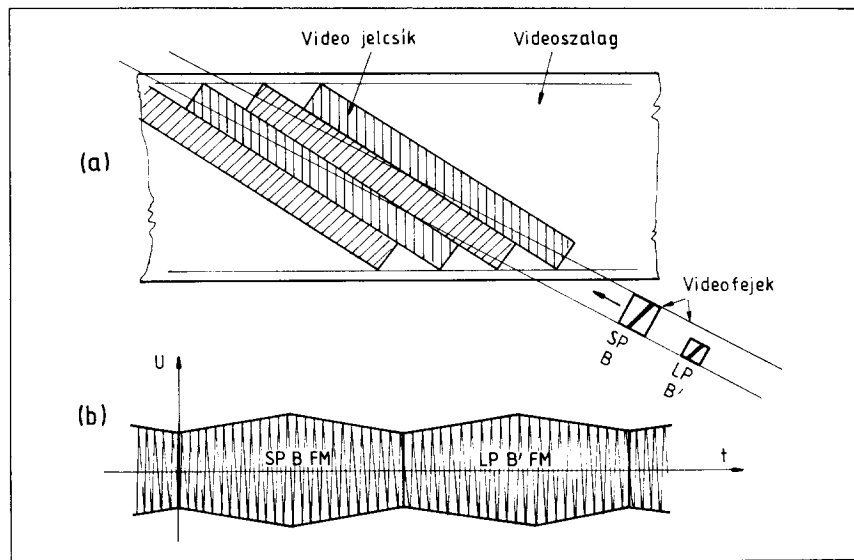 Video jelcsík
Videoszalag
(a)
Videofejek
SP
B
LP
B'
U
(b)
SP B FM
LP B' FM
t